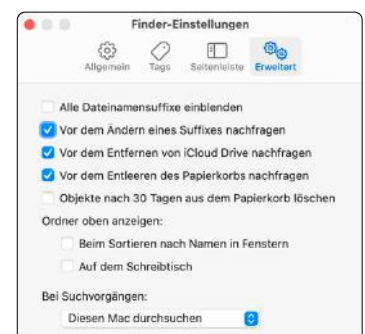 Finder-Einstellungen
Allgemein Tags Seitenleiste Erweitert
Alle Dateinamensuffixe einblenden
Vor dem Ändern eines Suffixes nachfragen
Vor dem Entfernen von iCloud Drive nachfragen
Vor dem Entleeren des Papierkorbs nachfragen
Objekte nach 30 Tagen aus dem Papierkorb löschen
Ordner oben anzeigen:
Beim Sortieren nach Namen in Fenstern
Auf dem Schreibtisch
Bei Suchvorgängen:
Diesen Mac durchsuchen